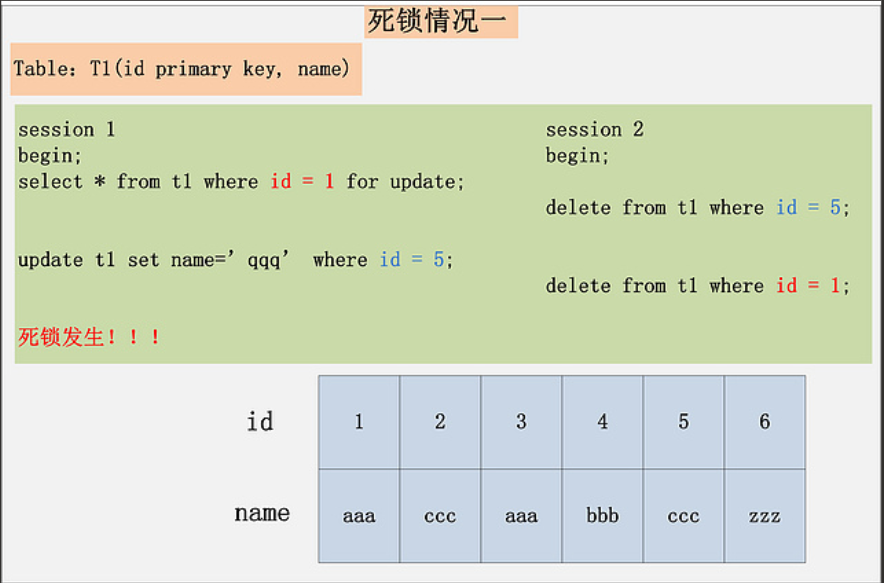 死锁情况一
Table: T1(id primary key, name)
session 1
begin;
select * from t1 where id = 1 for update;
update t1 set name=’qqq’ where id = 5;
死锁发生！！！
session 2
begin;
delete from t1 where id = 5;
delete from t1 where id = 1;
id 1 2 3 4 5 6
name aaa ccc aaa bbb ccc zzz